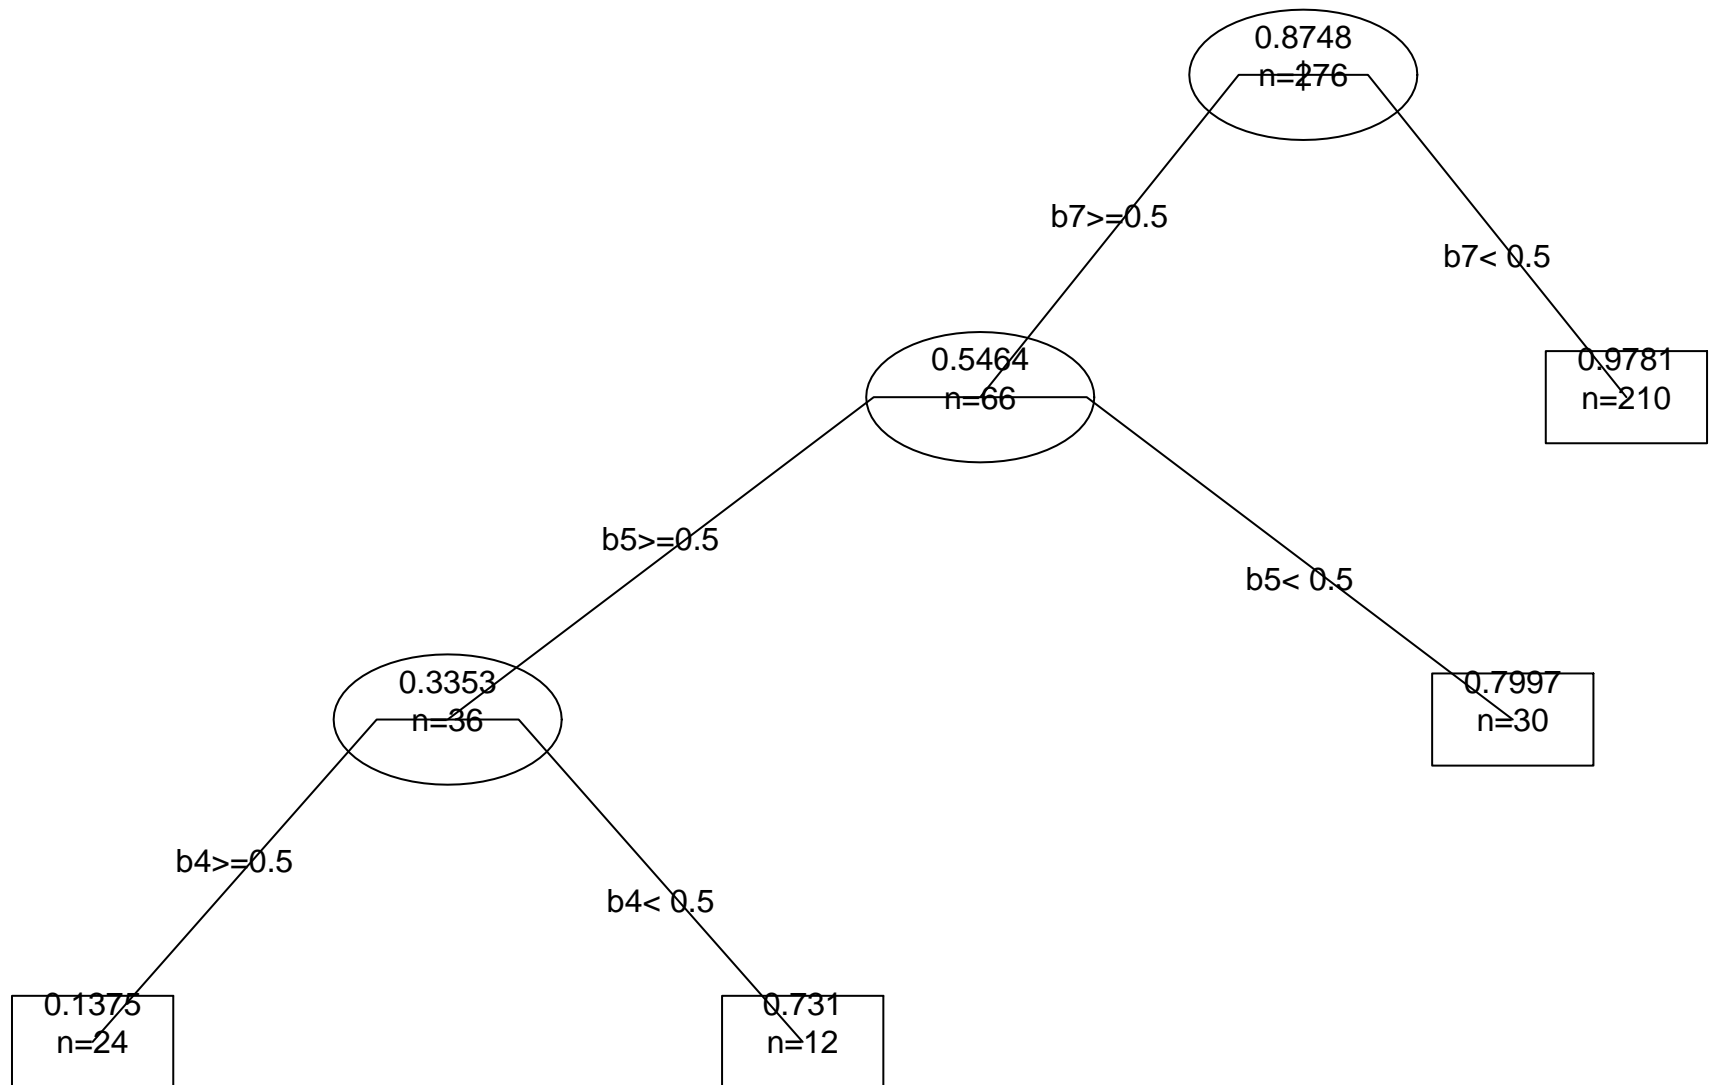 0.8748
n=276
b7>=0.5
b7< 0.5
0.5464
n=66
0.9781
n=210
b5>=0.5
b5< 0.5
0.3353
n=36
0.7997
n=30
b4>=0.5
b4< 0.5
0.1375
n=24
0.731
n=12